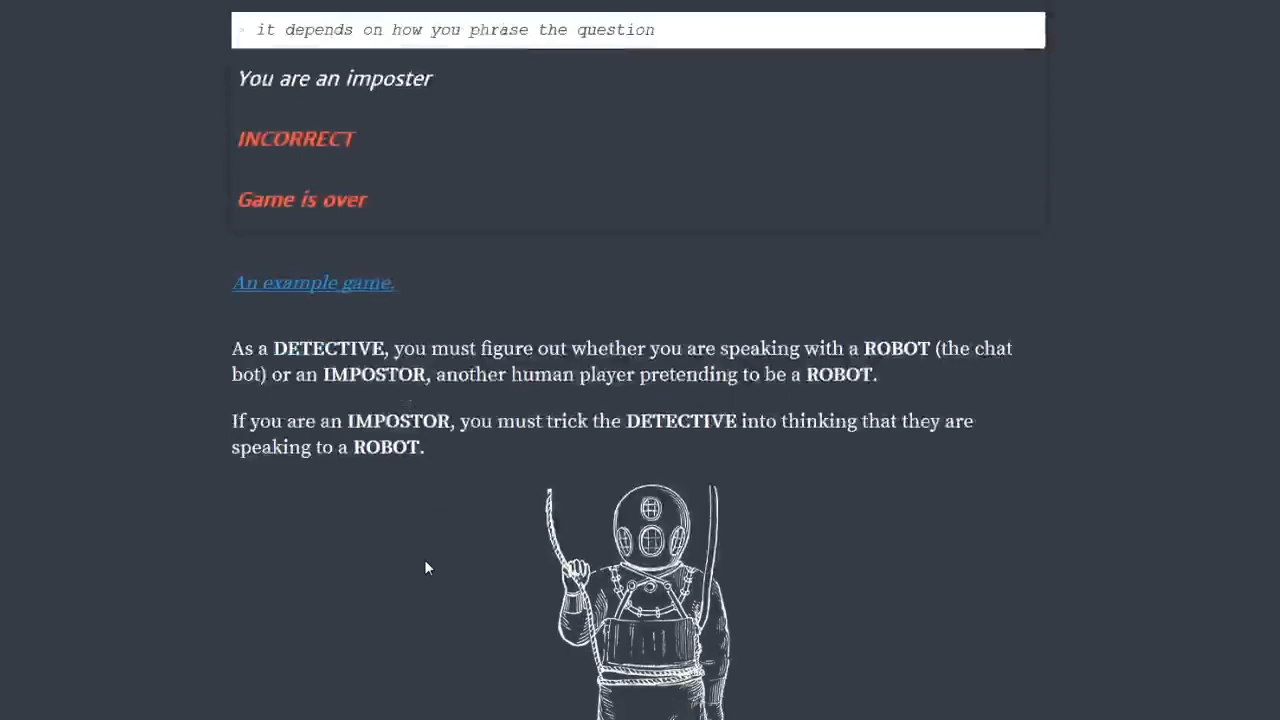 > it depends on how you phrase the question
You are an imposter
INCORRECT
Game is over
An example game.
As a DETECTIVE, you must figure out whether you are speaking with a ROBOT (the chat
bot) or an IMPOSTOR, another human player pretending to be a ROBOT.
If you are an IMPOSTOR, you must trick the DETECTIVE into thinking that they are
speaking to a ROBOT.